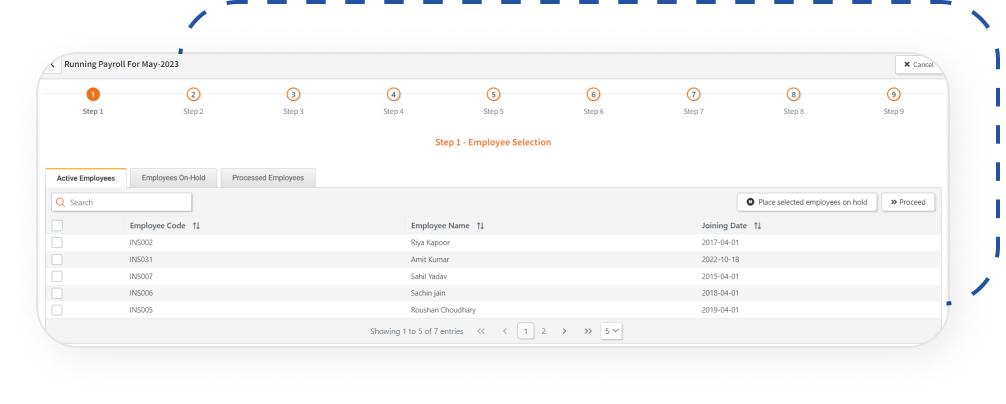 Running Payroll For May-2023 ✖ Cancel
1 2 3 4 5 6 7 8 9
Step 1 Step 2 Step 3 Step 4 Step 5 Step 6 Step 7 Step 8 Step 9
Step 1 - Employee Selection
Active Employees Employees On-Hold Processed Employees
Search Place selected employees on hold Proceed
Employee Code Employee Name Joining Date
INS002 Riya Kapoor 2017-04-01
INS031 Amit Kumar 2022-10-18
INS007 Sahil Yadav 2015-04-01
INS006 Sachin jain 2018-04-01
INS005 Roushan Choudhary 2019-04-01
Showing 1 to 5 of 7 entries « < 1 2 > » 5